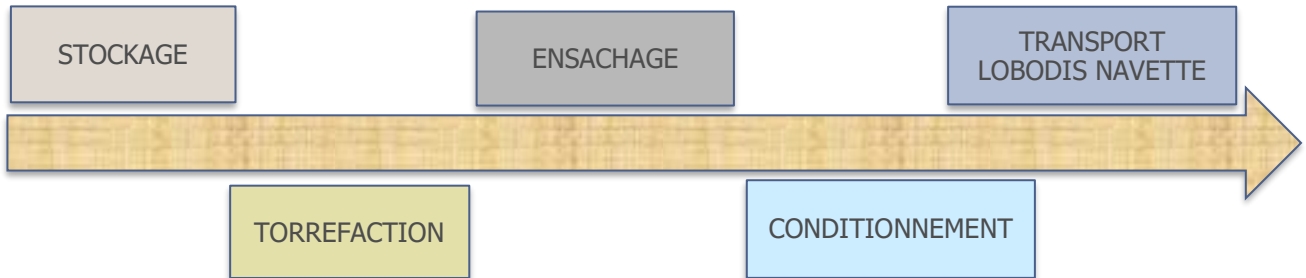 STOCKAGE
ENSACHAGE
TRANSPORT
LOBODIS NAVETTE
TORREFACTION
CONDITIONNEMENT